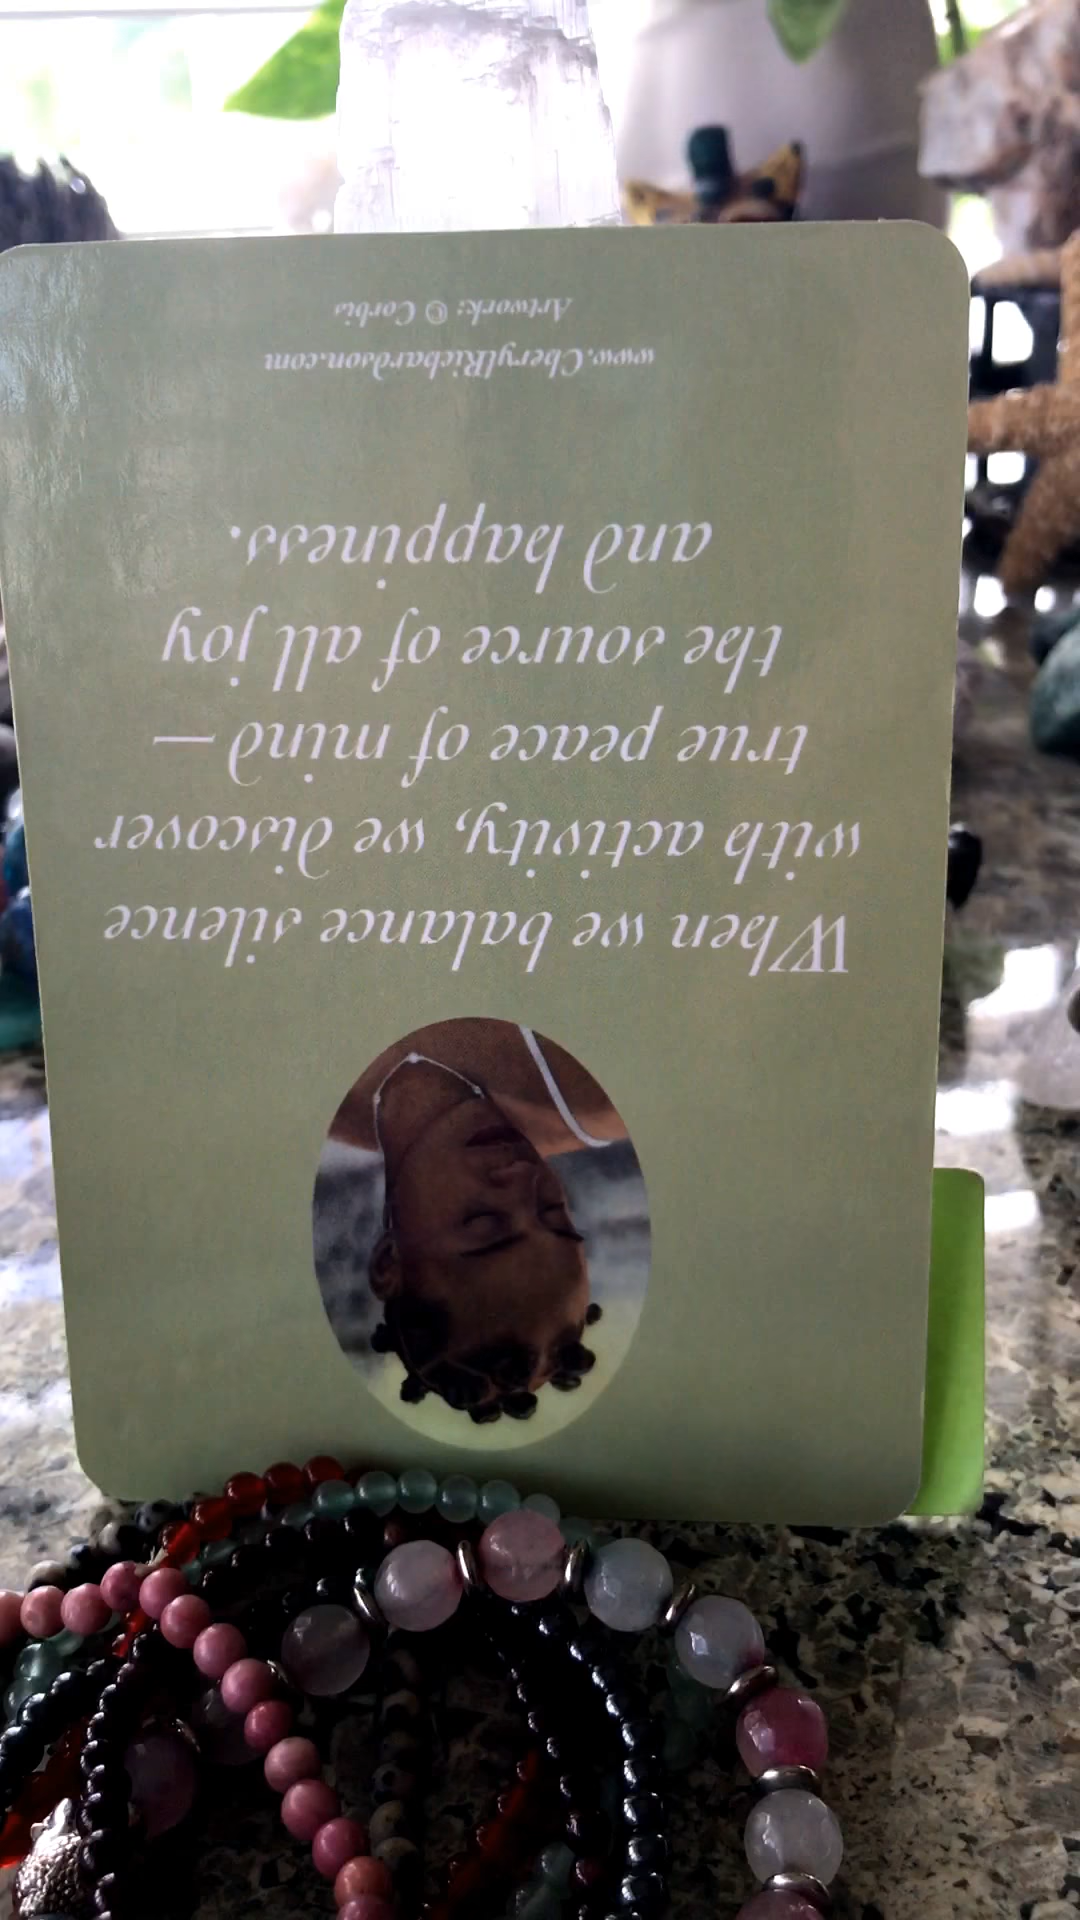 When we balance silence
with activity, we discover
true peace of mind—
the source of all joy
and happiness.
www.CherylRichardson.com
Artwork: © Corbis